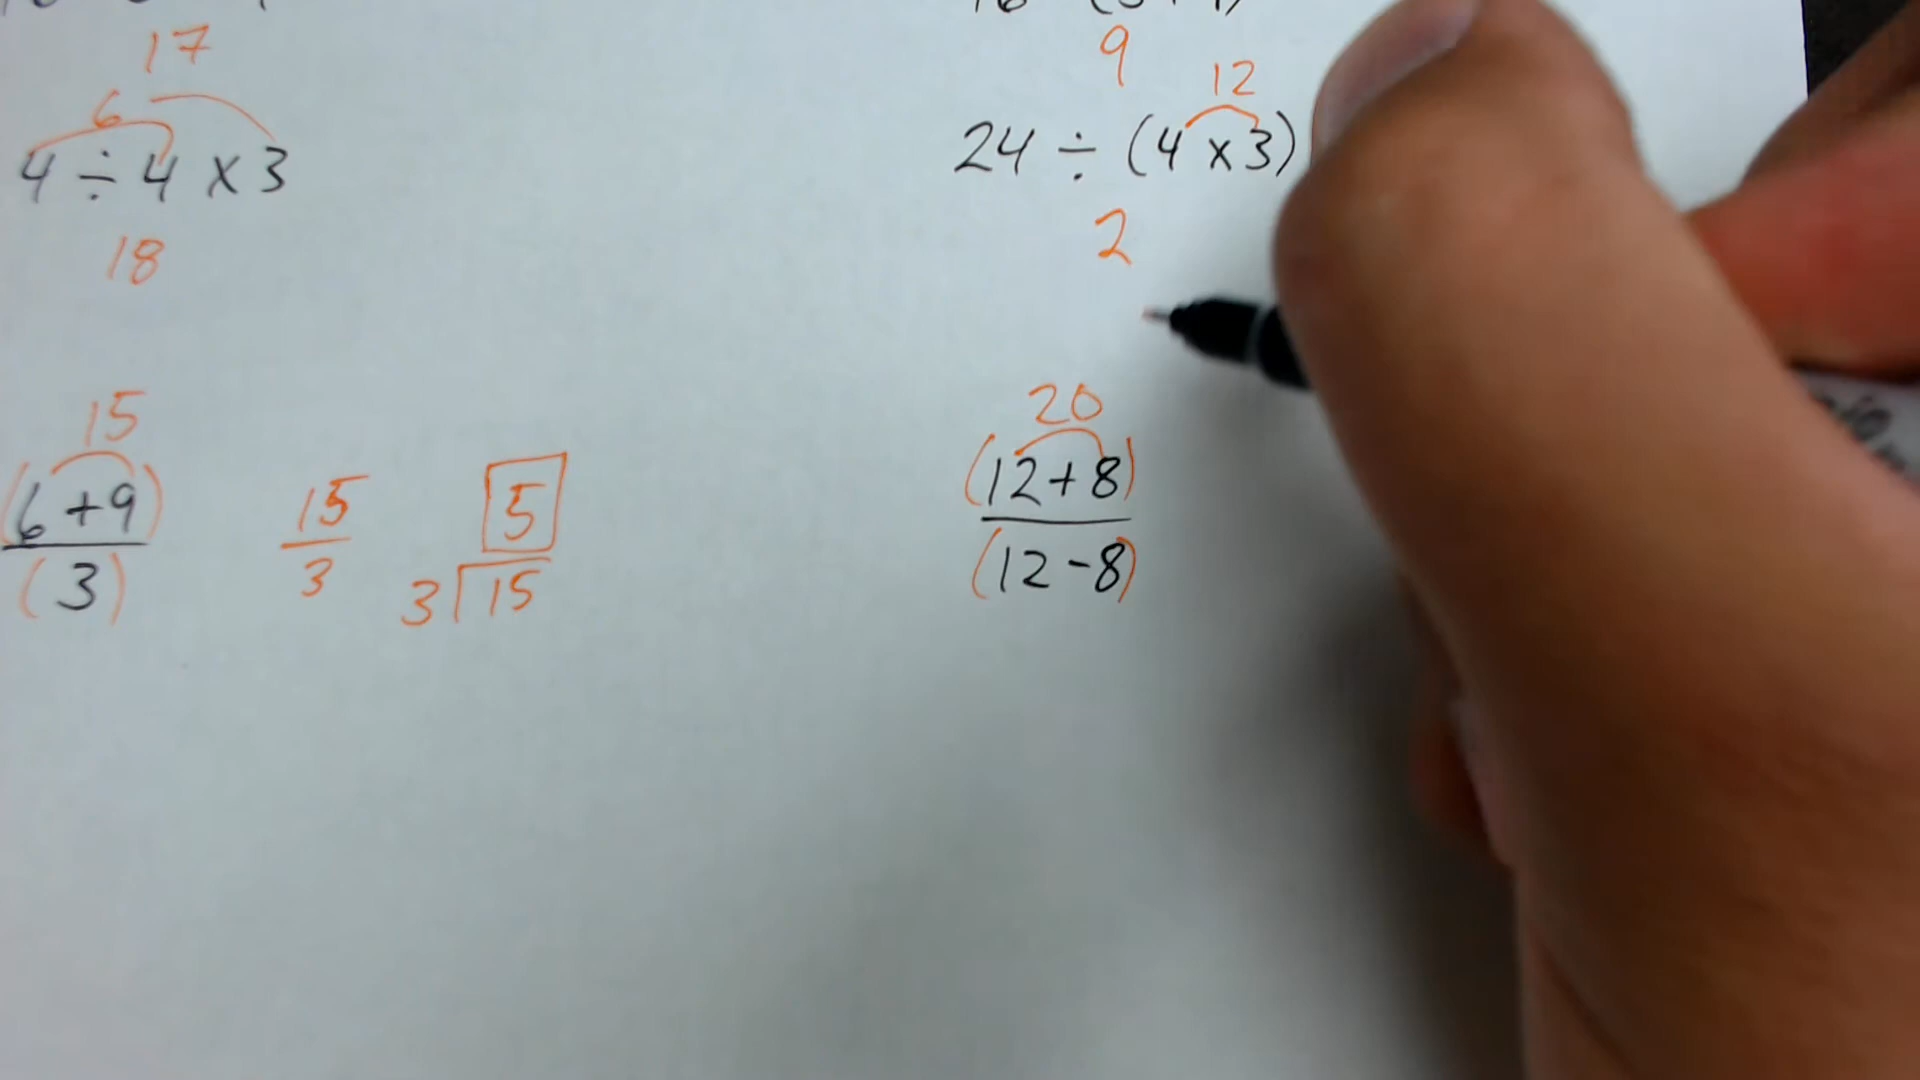 17
6
4 ÷ 4 x 3
18
15
(6 + 9)
(3)
15
3
5
3 15
9
12
24 ÷ (4 x 3)
2
20
(12 + 8)
(12 - 8)